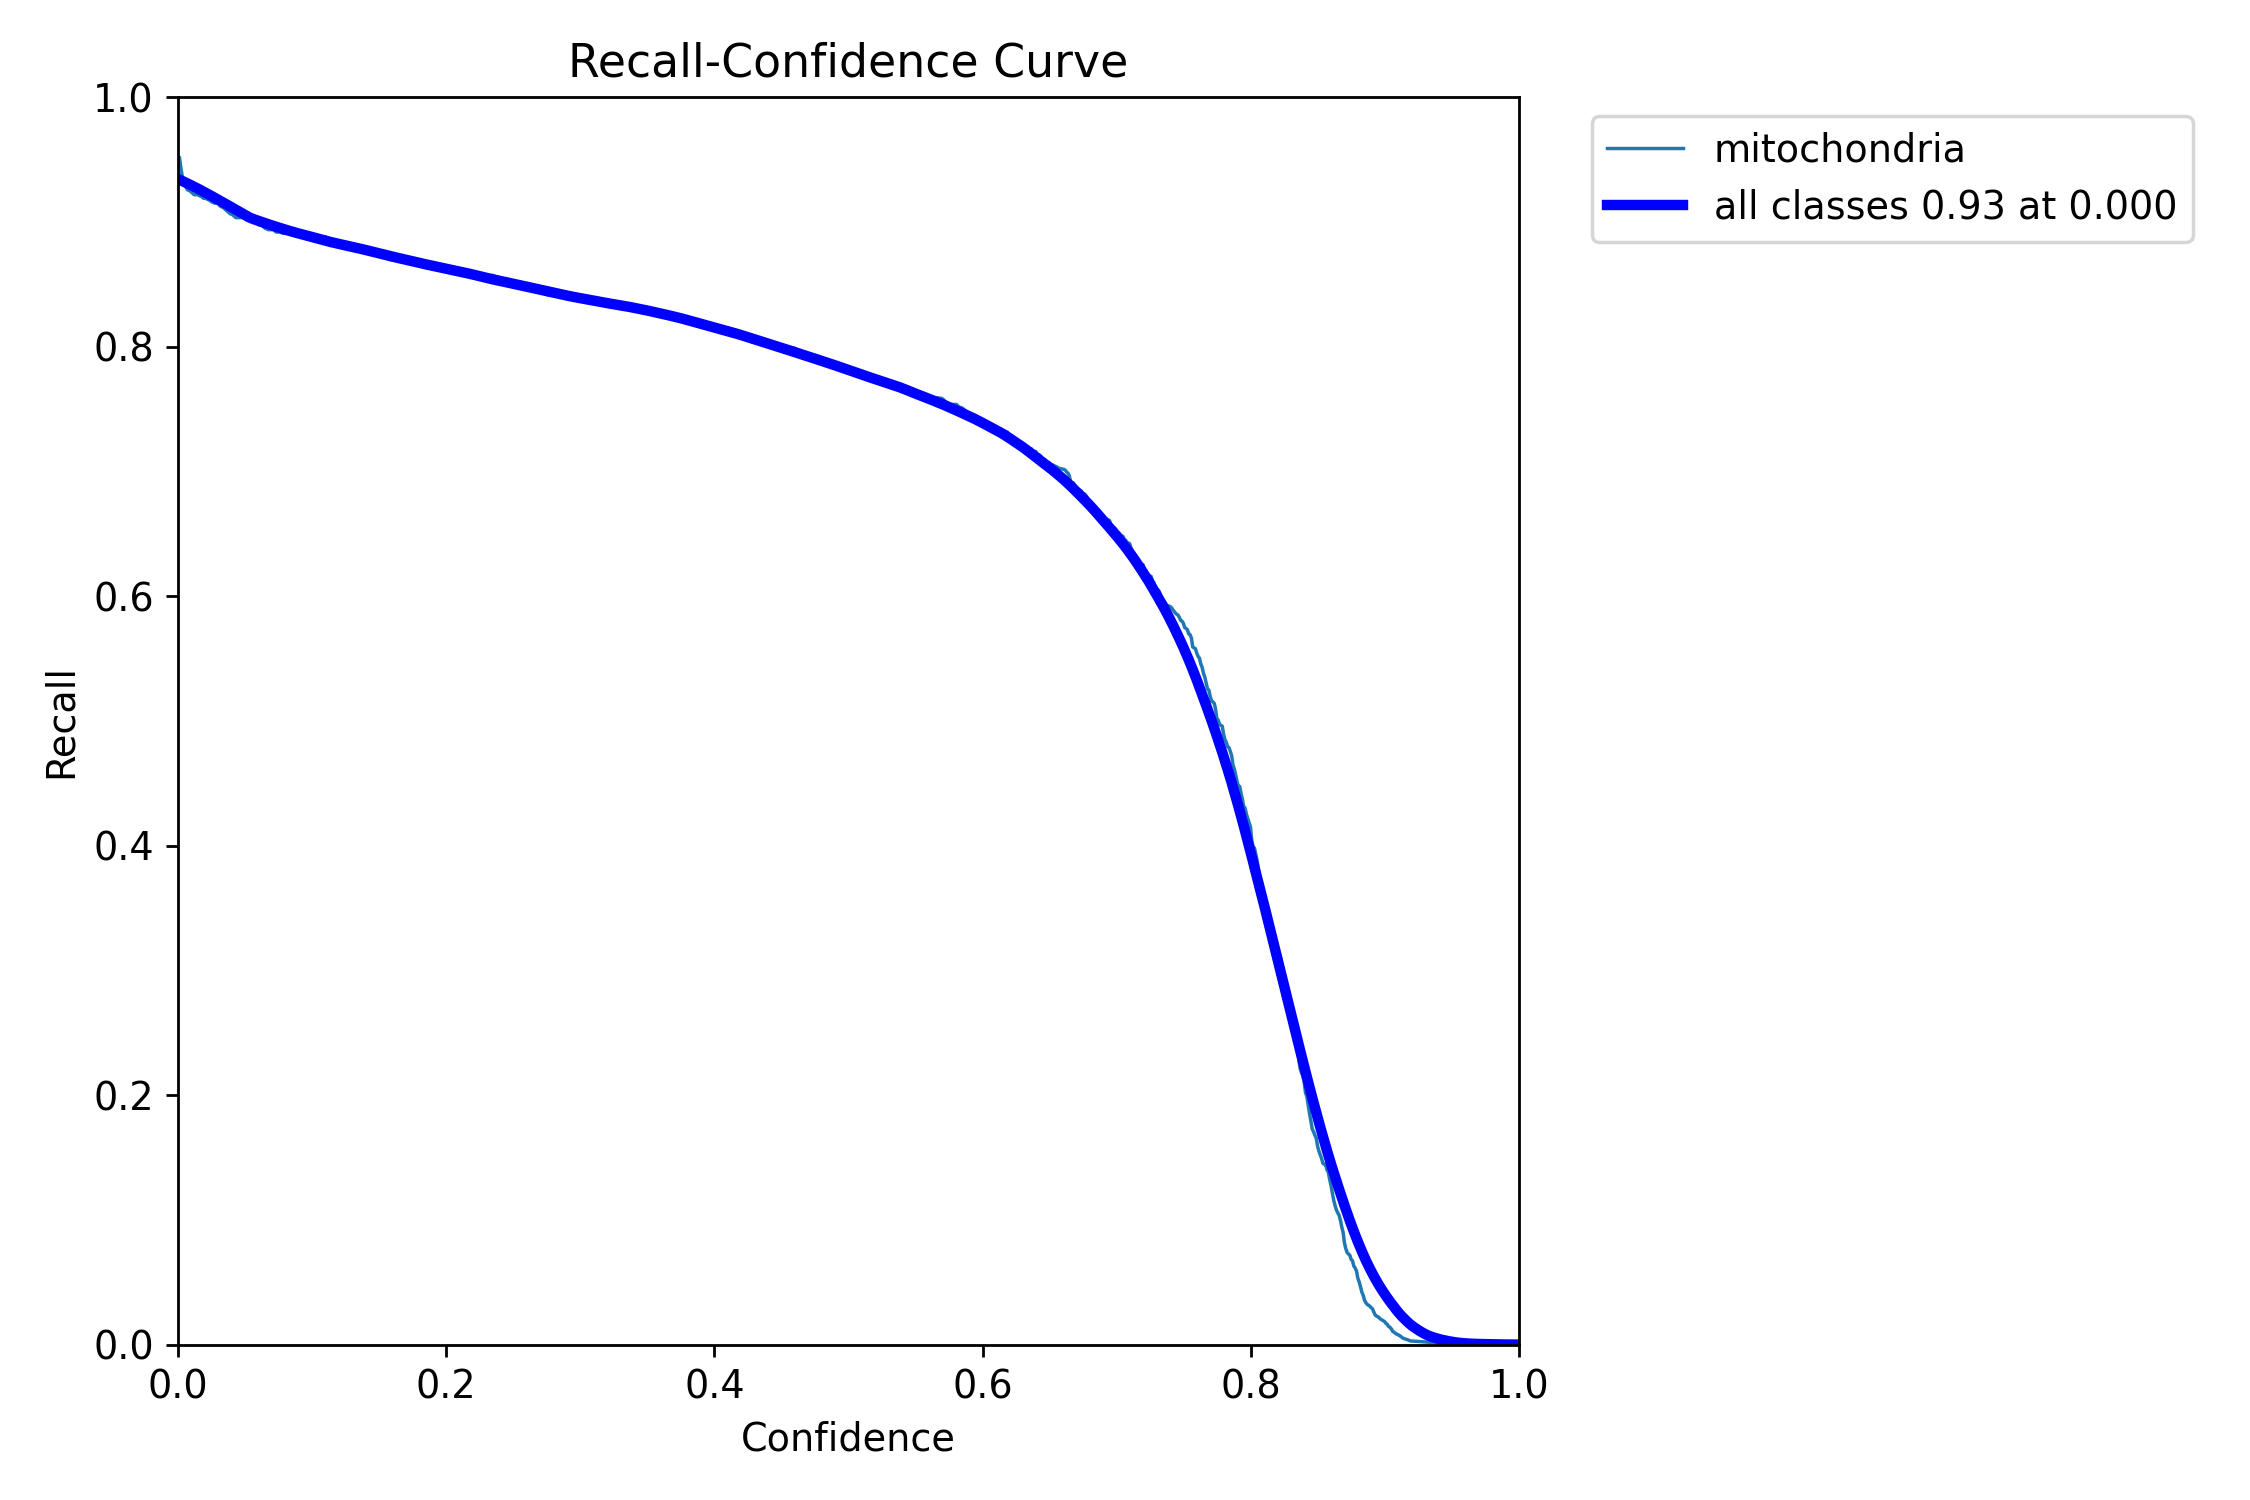 Recall-Confidence Curve
1.0
0.8
0.6
0.4
0.2
0.0
Recall
0.0 0.2 0.4 0.6 0.8 1.0
Confidence
mitochondria
all classes 0.93 at 0.000